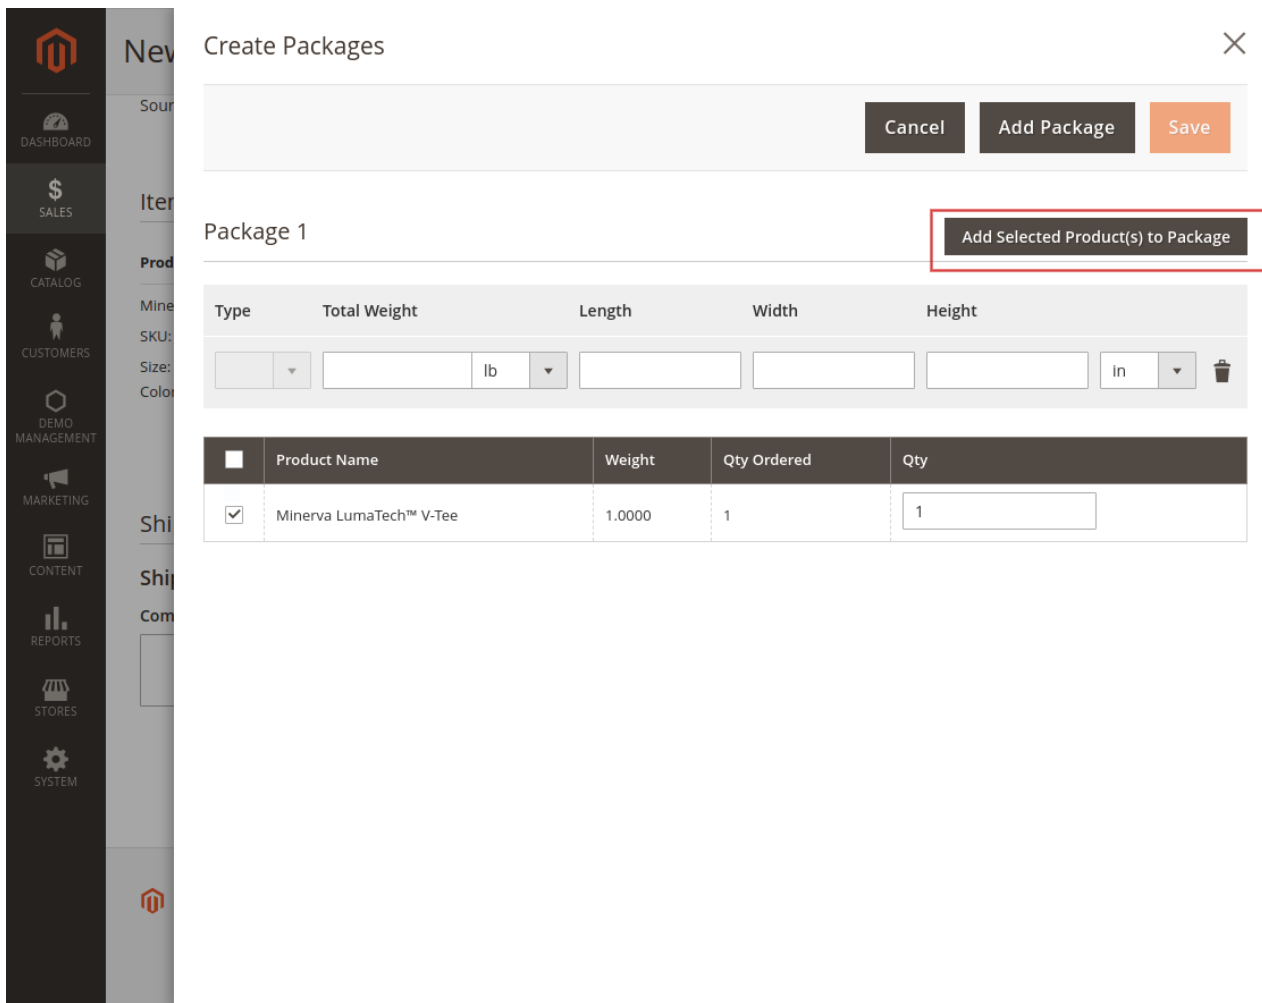 New
Create Packages
DASHBOARD
Sour
Cancel
Add Package
Save
SALES
Iter
Package 1
Add Selected Product(s) to Package
CATALOG
Prod
Type
Total Weight
Length
Width
Height
Mine
SKU:
CUSTOMERS
Size:
lb
in
Color
DEMO
MANAGEMENT
Product Name
Weight
Qty Ordered
Qty
MARKETING
Minerva LumaTech™ V-Tee
1.0000
1
1
Shi
CONTENT
Ship
Com
REPORTS
STORES
SYSTEM